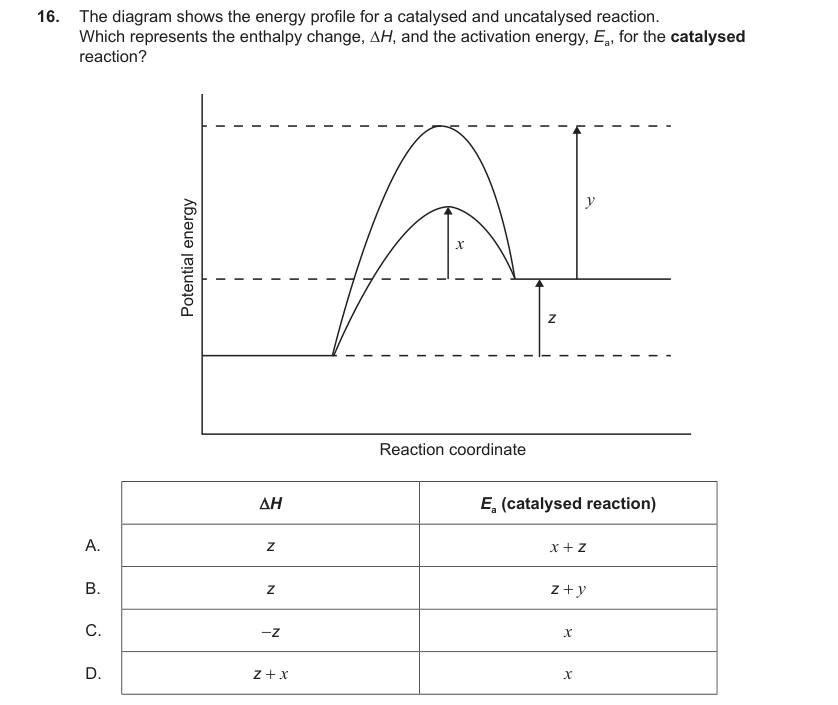 16. The diagram shows the energy profile for a catalysed and uncatalysed reaction.
Which represents the enthalpy change, ΔH, and the activation energy, Eₐ, for the catalysed
reaction?
y
x
Potential energy
z
Reaction coordinate
ΔH Eₐ (catalysed reaction)
A. z x + z
B. z z + y
C. −z x
D. z + x x